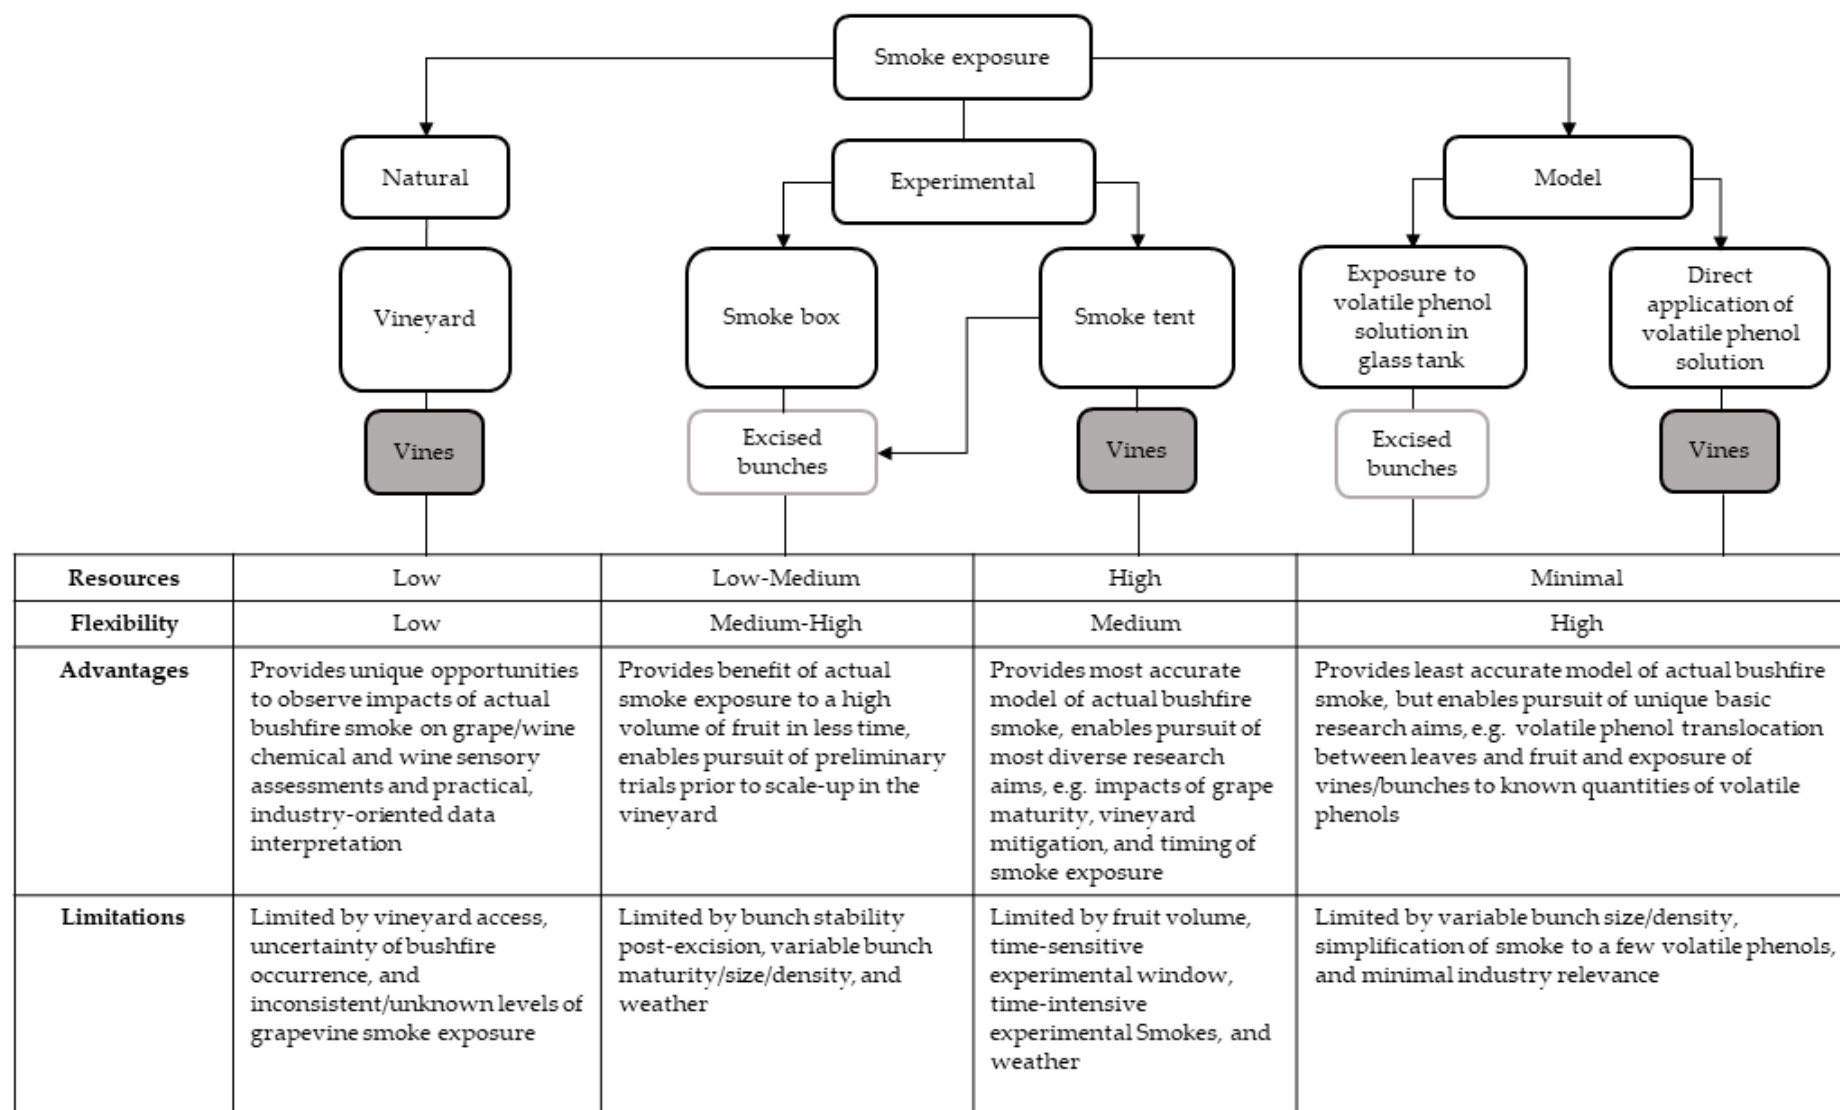 Smoke exposure
Natural
Experimental
Model
Vineyard
Smoke box
Smoke tent
Exposure to
volatile phenol
solution in
glass tank
Direct
application of
volatile phenol
solution
Vines
Excised
bunches
Vines
Excised
bunches
Vines
Resources
Low
Low-Medium
High
Minimal
Flexibility
Low
Medium-High
Medium
High
Advantages
Provides unique opportunities
to observe impacts of actual
bushfire smoke on grape/wine
chemical and wine sensory
assessments and practical,
industry-oriented data
interpretation
Provides benefit of actual
smoke exposure to a high
volume of fruit in less time,
enables pursuit of preliminary
trials prior to scale-up in the
vineyard
Provides most accurate
model of actual bushfire
smoke, enables pursuit of
most diverse research
aims, e.g. impacts of grape
maturity, vineyard
mitigation, and timing of
smoke exposure
Provides least accurate model of actual bushfire
smoke, but enables pursuit of unique basic
research aims, e.g. volatile phenol translocation
between leaves and fruit and exposure of
vines/bunches to known quantities of volatile
phenols
Limitations
Limited by vineyard access,
uncertainty of bushfire
occurrence, and
inconsistent/unknown levels of
grapevine smoke exposure
Limited by bunch stability
post-excision, variable bunch
maturity/size/density, and
weather
Limited by fruit volume,
time-sensitive
experimental window,
time-intensive
experimental Smokes, and
weather
Limited by variable bunch size/density,
simplification of smoke to a few volatile phenols,
and minimal industry relevance